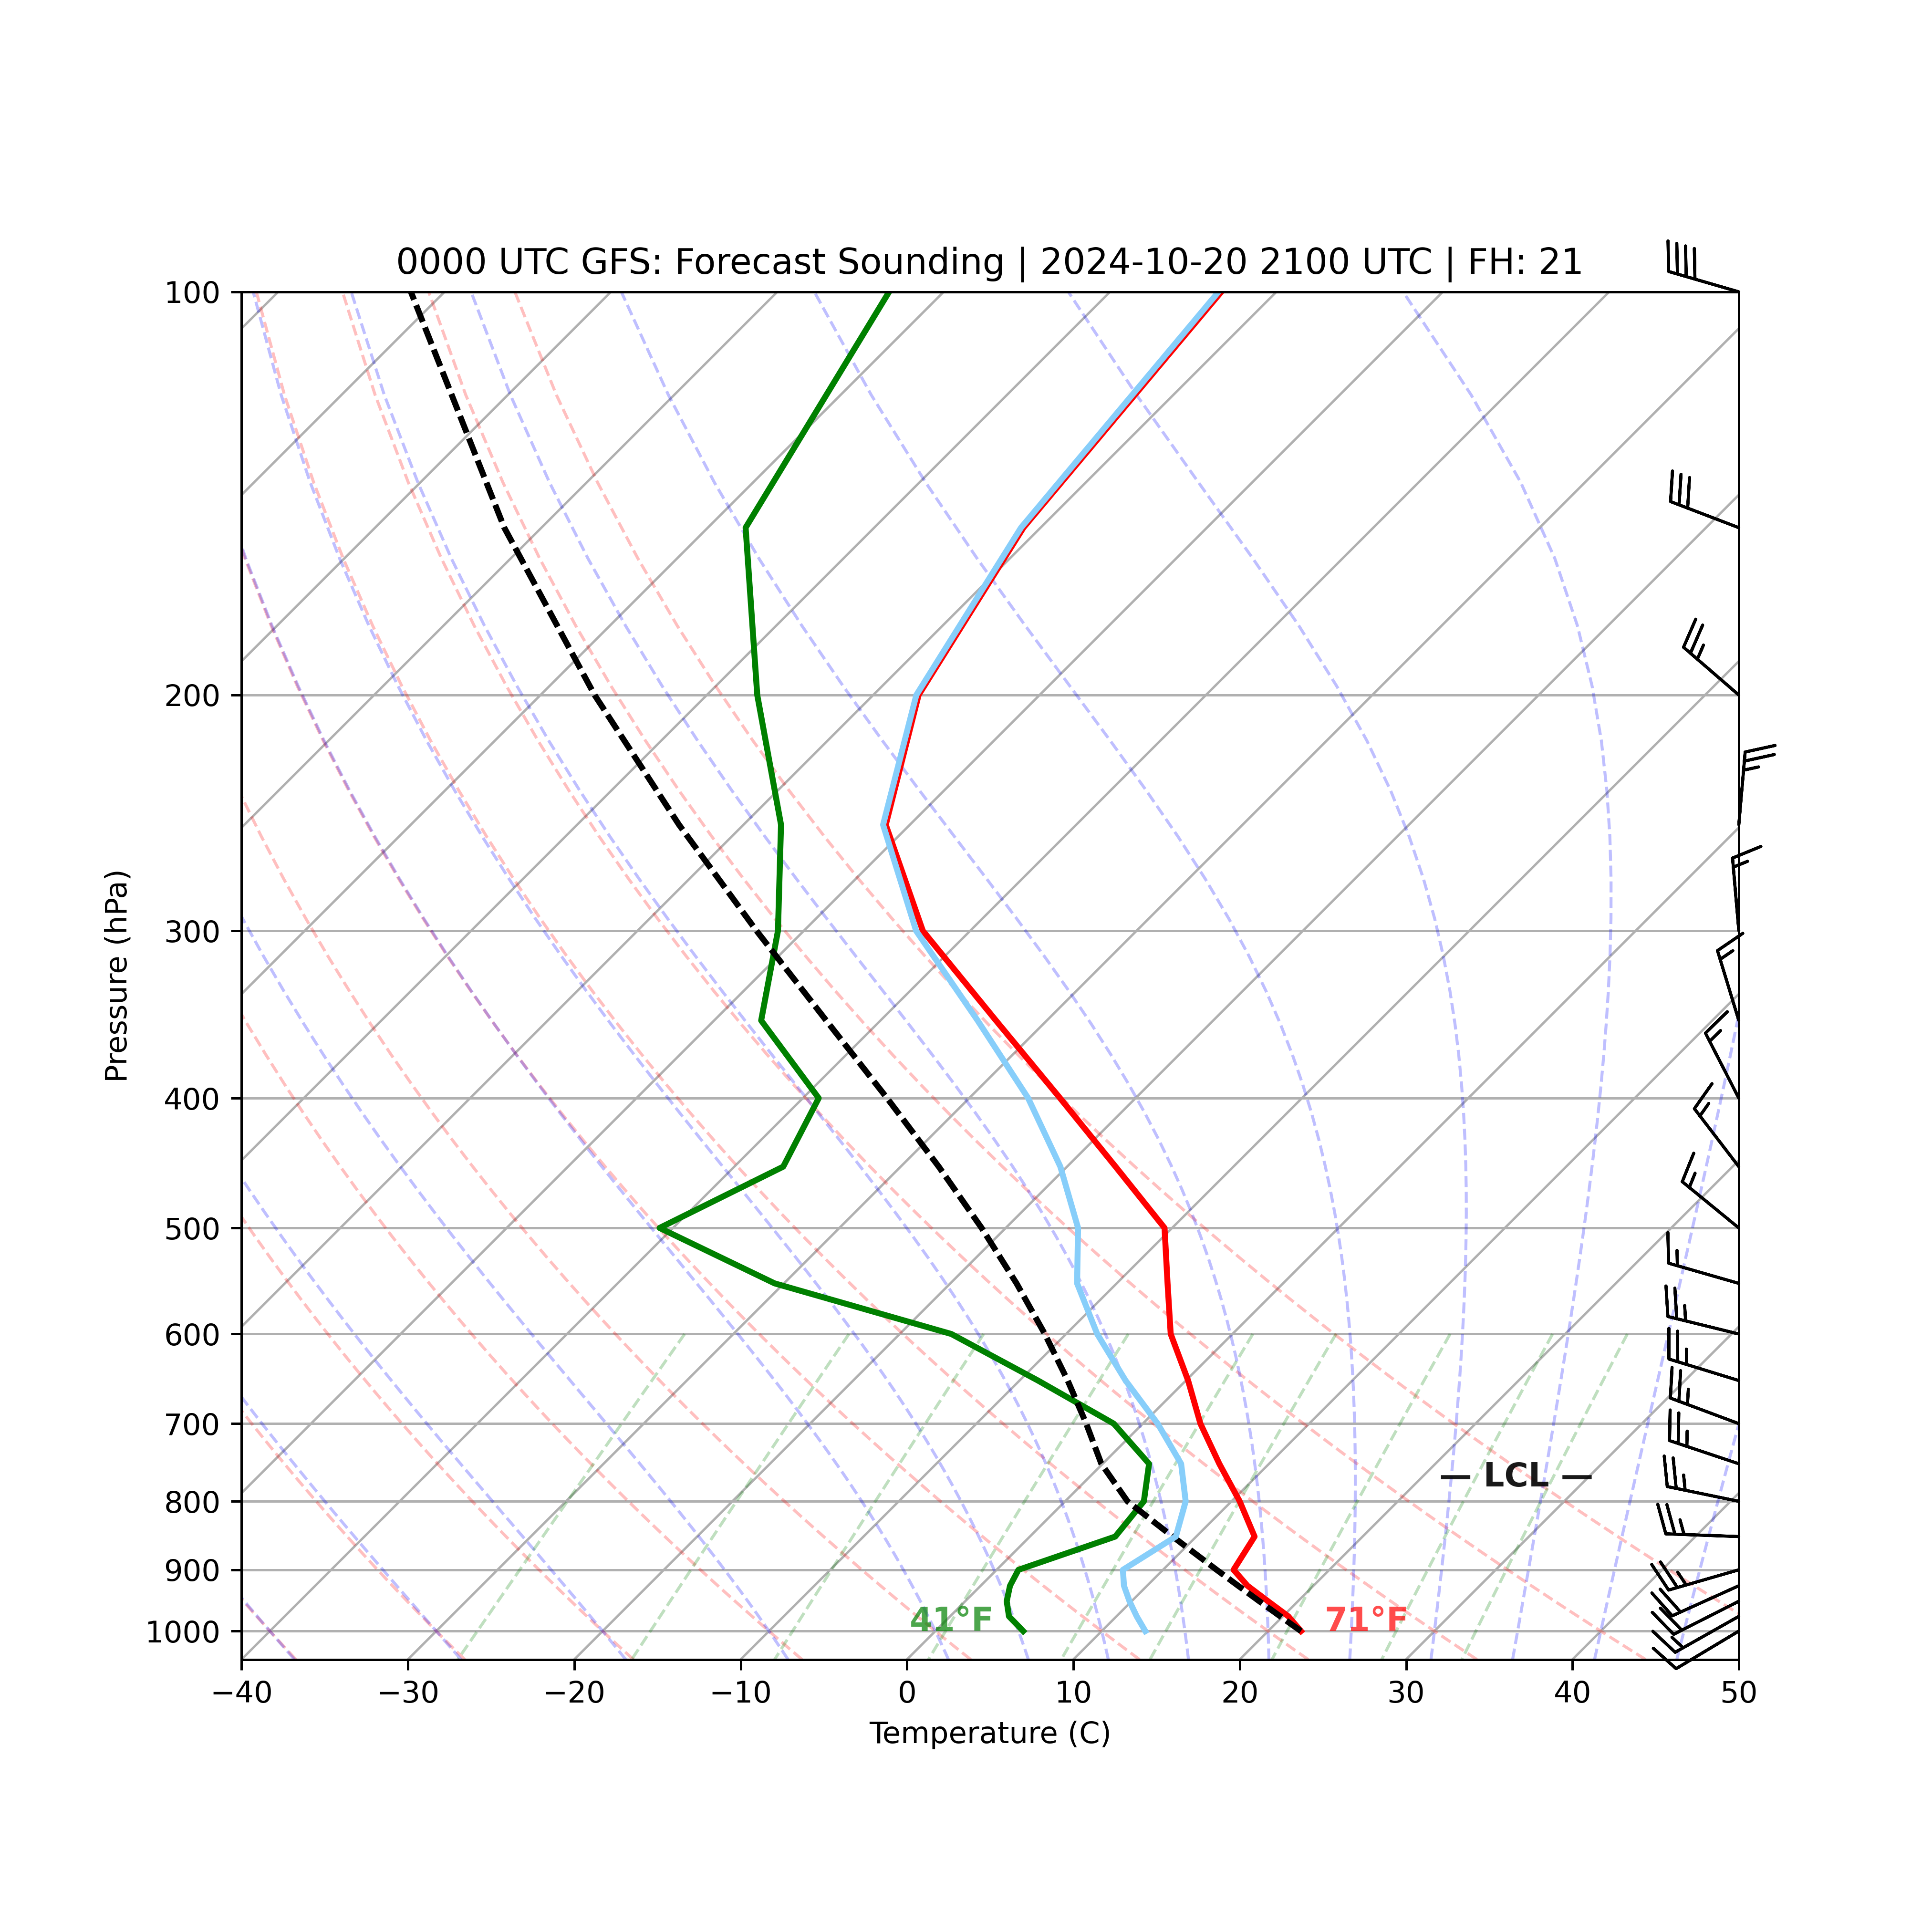 0000 UTC GFS: Forecast Sounding | 2024-10-20 2100 UTC | FH: 21
100
200
300
400
500
600
700
800
900
1000
Pressure (hPa)
— LCL —
41°F
71°F
−40 −30 −20 −10 0 10 20 30 40 50
Temperature (C)